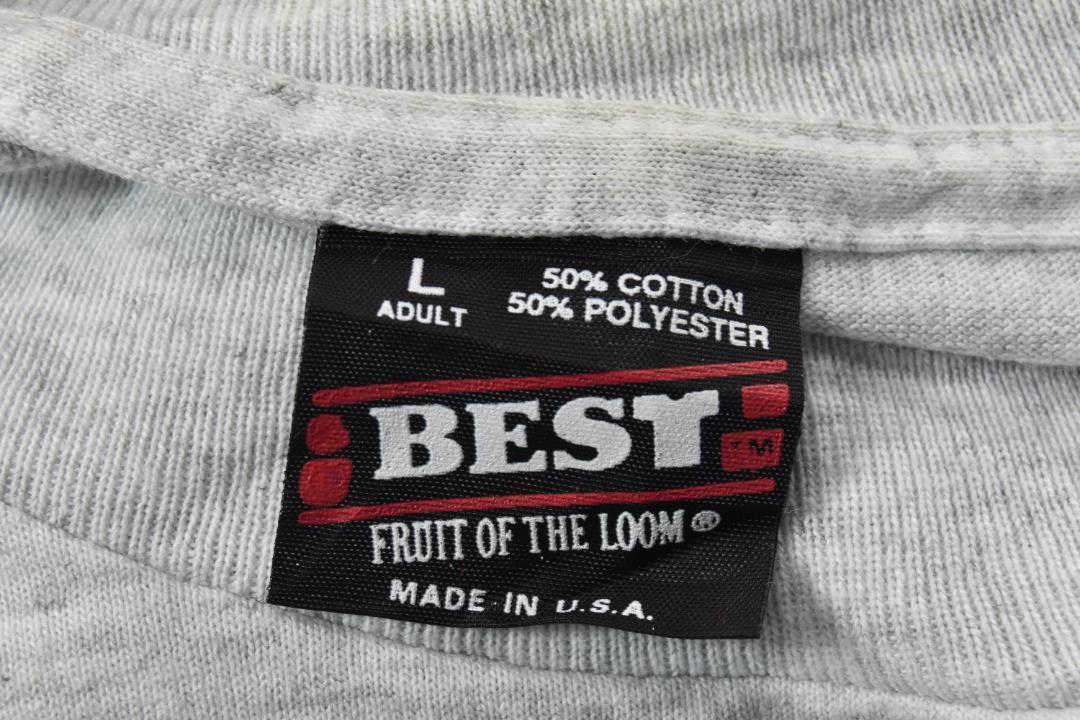 L
ADULT
50% COTTON
50% POLYESTER
BEST ™
FRUIT OF THE LOOM ®
MADE IN U.S.A.